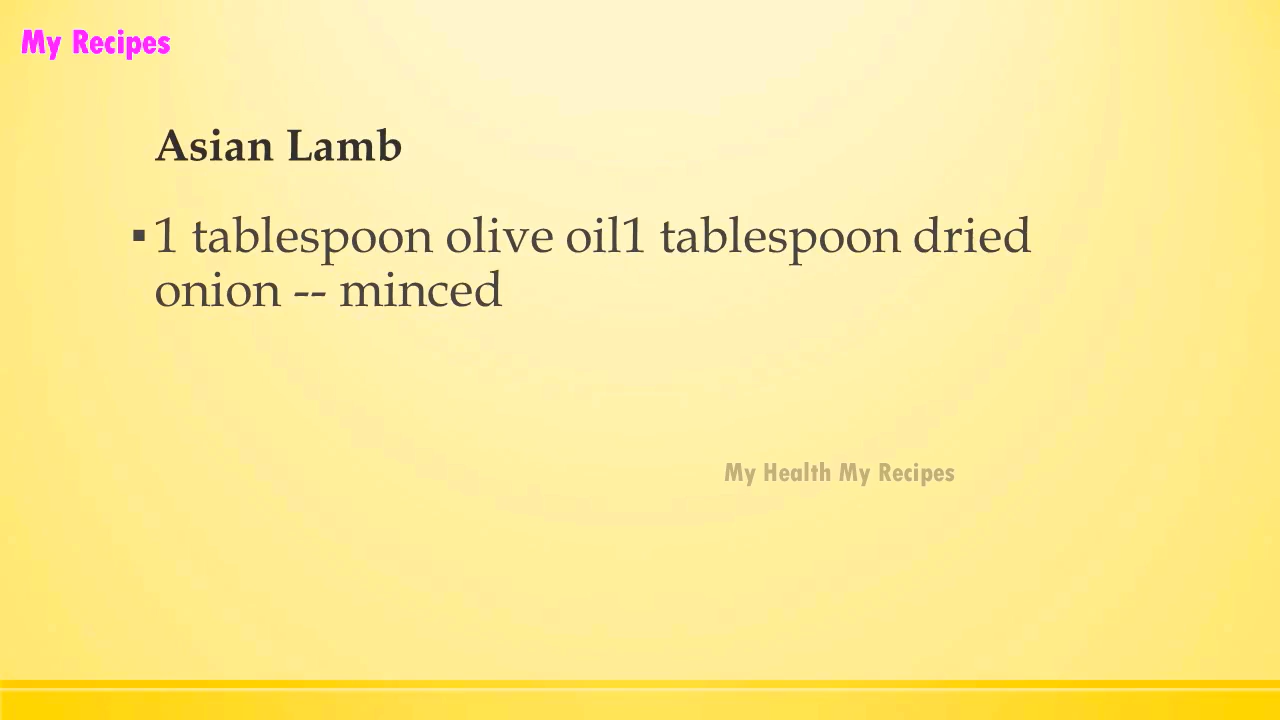 My Recipes
Asian Lamb
▪1 tablespoon olive oil1 tablespoon dried
onion -- minced
My Health My Recipes